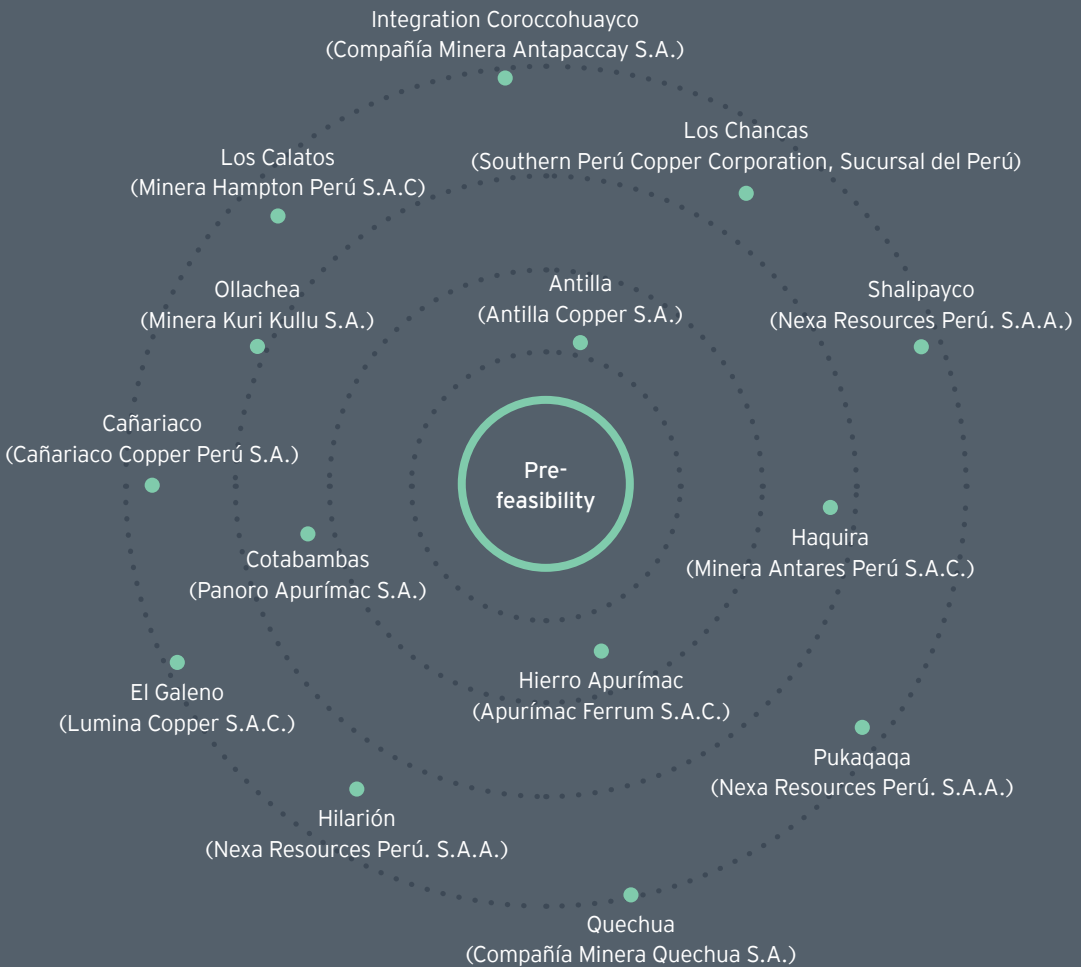 Integration Coroccohuayco
(Compañía Minera Antapaccay S.A.)
Los Chancas
(Southern Perú Copper Corporation, Sucursal del Perú)
Los Calatos
(Minera Hampton Perú S.A.C)
Ollachea
(Minera Kuri Kullu S.A.)
Antilla
(Antilla Copper S.A.)
Shalipayco
(Nexa Resources Perú. S.A.A.)
Cañariaco
(Cañariaco Copper Perú S.A.)
Pre-
feasibility
Haquira
(Minera Antares Perú S.A.C.)
Cotabambas
(Panoro Apurímac S.A.)
El Galeno
(Lumina Copper S.A.C.)
Hierro Apurímac
(Apurímac Ferrum S.A.C.)
Pukaqaqa
(Nexa Resources Perú. S.A.A.)
Hilarión
(Nexa Resources Perú. S.A.A.)
Quechua
(Compañía Minera Quechua S.A.)